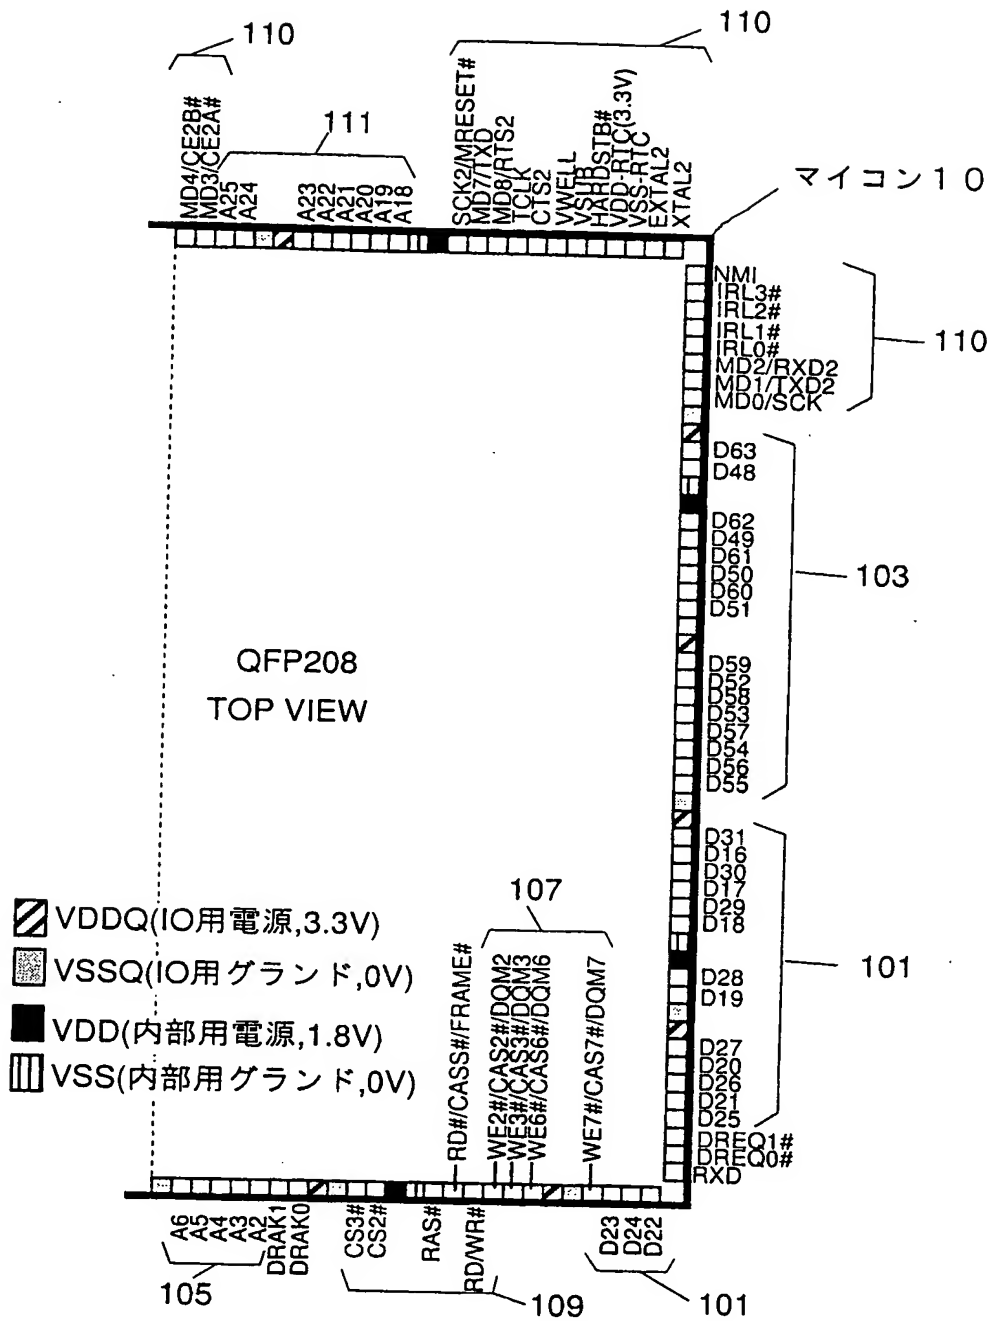 110
110
MD4/CE2B#
MD3/CE2A#
A25
A24
111
A23
A22
A21
A20
A19
A18
SCK2/MRESET#
MD7/TXD
MD8/RTS2
TCLK
CTS2
VWELL
VSUB
HARDSTB#
VDD-RTC(3.3V)
VSS-RTC
EXTAL2
XTAL2
マイコン10
NMI
IRL3#
IRL2#
IRL1#
IRL0#
MD2/RXD2
MD1/TXD2
MD0/SCK
110
D63
D48
D62
D49
D61
D50
D60
D51
103
D59
D52
D58
D53
D57
D54
D56
D55
QFP208
TOP VIEW
D31
D16
D30
D17
D29
D18
D28
D19
D27
D20
D26
D21
D25
101
DREQ1#
DREQ0#
RXD
VDDQ(IO用電源,3.3V)
VSSQ(IO用グランド,0V)
VDD(内部用電源,1.8V)
VSS(内部用グランド,0V)
107
RD#/CASS#/FRAME#
WE2#/CAS2#/DQM2
WE3#/CAS3#/DQM3
WE6#/CAS6#/DQM6
WE7#/CAS7#/DQM7
A6
A5
A4
A3
A2
DRAK1
DRAK0
CS3#
CS2#
RAS#
RD/WR#
D23
D24
D22
105
109
101